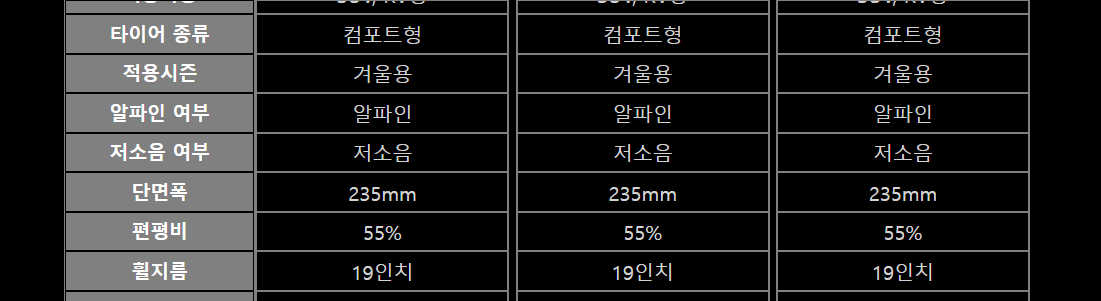 타이어 종류 컴포트형 컴포트형 컴포트형
적용시즌 겨울용 겨울용 겨울용
알파인 여부 알파인 알파인 알파인
저소음 여부 저소음 저소음 저소음
단면폭 235mm 235mm 235mm
편평비 55% 55% 55%
휠지름 19인치 19인치 19인치